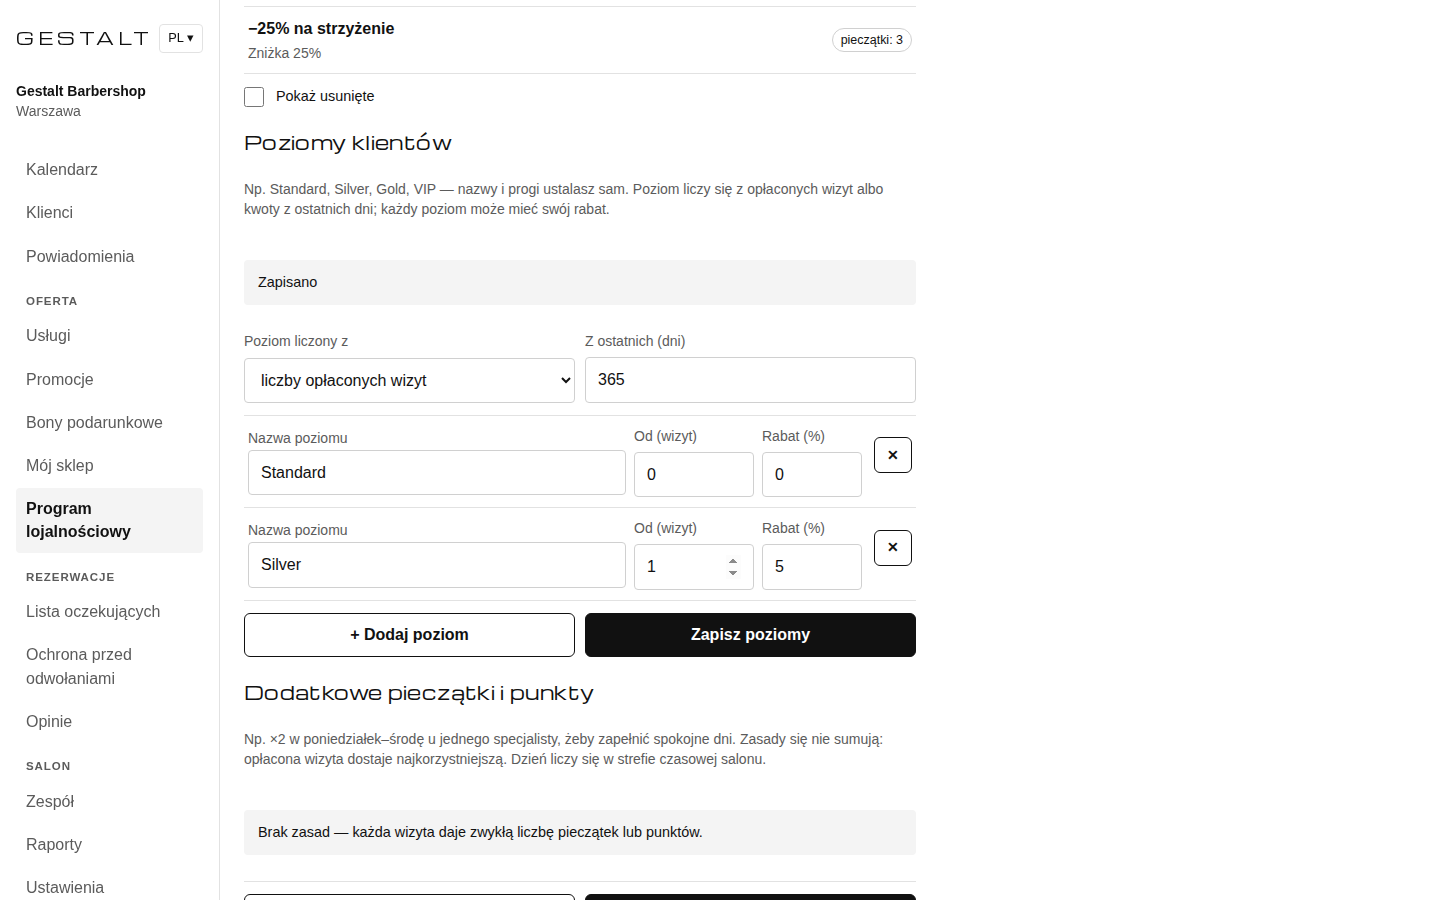 GESTALT
PL ▾
Gestalt Barbershop
Warszawa
Kalendarz
Klienci
Powiadomienia
OFERTA
Usługi
Promocje
Bony podarunkowe
Mój sklep
Program
lojalnościowy
REZERWACJE
Lista oczekujących
Ochrona przed
odwołaniami
Opinie
SALON
Zespół
Raporty
Ustawienia
−25% na strzyżenie
Zniżka 25%
pieczątki: 3
Pokaż usunięte
Poziomy klientów
Np. Standard, Silver, Gold, VIP — nazwy i progi ustalasz sam. Poziom liczy się z opłaconych wizyt albo
kwoty z ostatnich dni; każdy poziom może mieć swój rabat.
Zapisano
Poziom liczony z
Z ostatnich (dni)
liczby opłaconych wizyt
365
Nazwa poziomu
Od (wizyt)
Rabat (%)
Standard
0
0
✕
Nazwa poziomu
Od (wizyt)
Rabat (%)
Silver
1
5
✕
+ Dodaj poziom
Zapisz poziomy
Dodatkowe pieczątki i punkty
Np. ×2 w poniedziałek–środę u jednego specjalisty, żeby zapełnić spokojne dni. Zasady się nie sumują:
opłacona wizyta dostaje najkorzystniejszą. Dzień liczy się w strefie czasowej salonu.
Brak zasad — każda wizyta daje zwykłą liczbę pieczątek lub punktów.